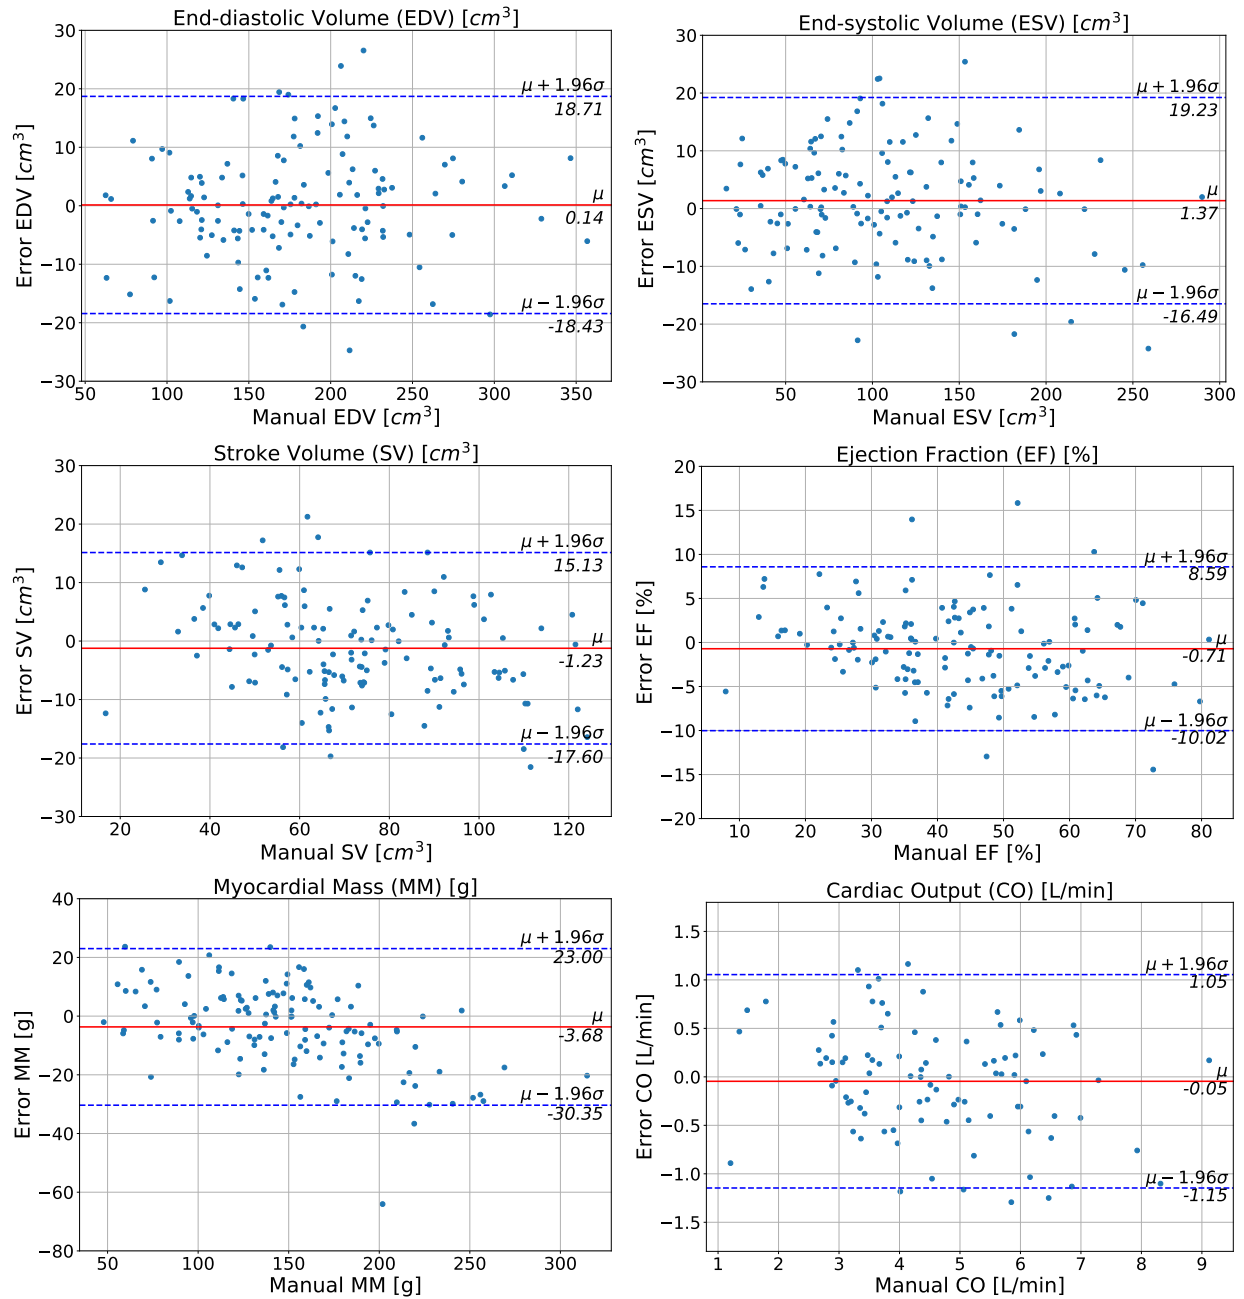 End-diastolic Volume (EDV) [cm³]
30
20
10
0
−10
−20
−30
Error EDV [cm³]
μ + 1.96σ
18.71
μ
0.14
μ − 1.96σ
-18.43
50 100 150 200 250 300 350
Manual EDV [cm³]
End-systolic Volume (ESV) [cm³]
30
20
10
0
−10
−20
−30
Error ESV [cm³]
μ + 1.96σ
19.23
μ
1.37
μ − 1.96σ
-16.49
50 100 150 200 250 300
Manual ESV [cm³]
Stroke Volume (SV) [cm³]
30
20
10
0
−10
−20
−30
Error SV [cm³]
μ + 1.96σ
15.13
μ
-1.23
μ − 1.96σ
-17.60
20 40 60 80 100 120
Manual SV [cm³]
Ejection Fraction (EF) [%]
20
15
10
5
0
−5
−10
−15
−20
Error EF [%]
μ + 1.96σ
8.59
μ
-0.71
μ − 1.96σ
-10.02
10 20 30 40 50 60 70 80
Manual EF [%]
Myocardial Mass (MM) [g]
40
20
0
−20
−40
−60
−80
Error MM [g]
μ + 1.96σ
23.00
μ
-3.68
μ − 1.96σ
-30.35
50 100 150 200 250 300
Manual MM [g]
Cardiac Output (CO) [L/min]
1.5
1.0
0.5
0.0
−0.5
−1.0
−1.5
Error CO [L/min]
μ + 1.96σ
1.05
μ
-0.05
μ − 1.96σ
-1.15
1 2 3 4 5 6 7 8 9
Manual CO [L/min]